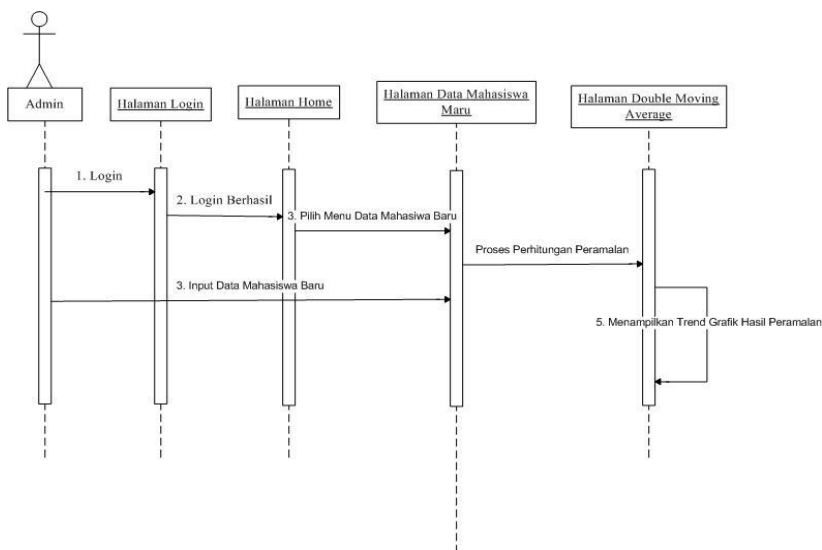 Admin
Halaman Login
Halaman Home
Halaman Data Mahasiswa
Maru
Halaman Double Moving
Average
1. Login
2. Login Berhasil
3. Pilih Menu Data Mahasiwa Baru
Proses Perhitungan Peramalan
3. Input Data Mahasiswa Baru
5. Menampilkan Trend Grafik Hasil Peramalan